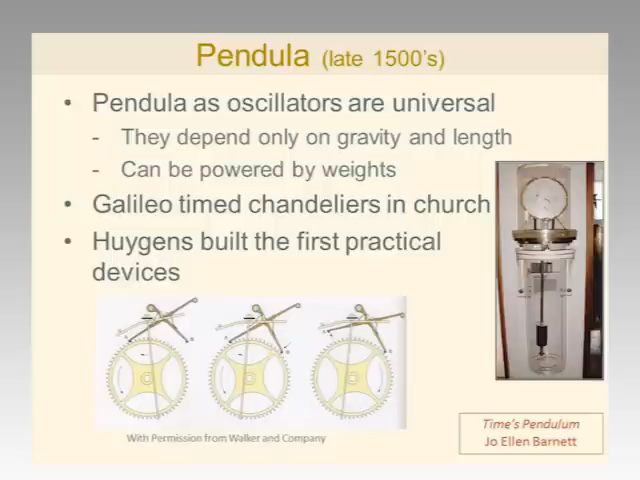 Pendula (late 1500's)
• Pendula as oscillators are universal
- They depend only on gravity and length
- Can be powered by weights
• Galileo timed chandeliers in church
• Huygens built the first practical
devices
With Permission from Walker and Company
Time's Pendulum
Jo Ellen Barnett